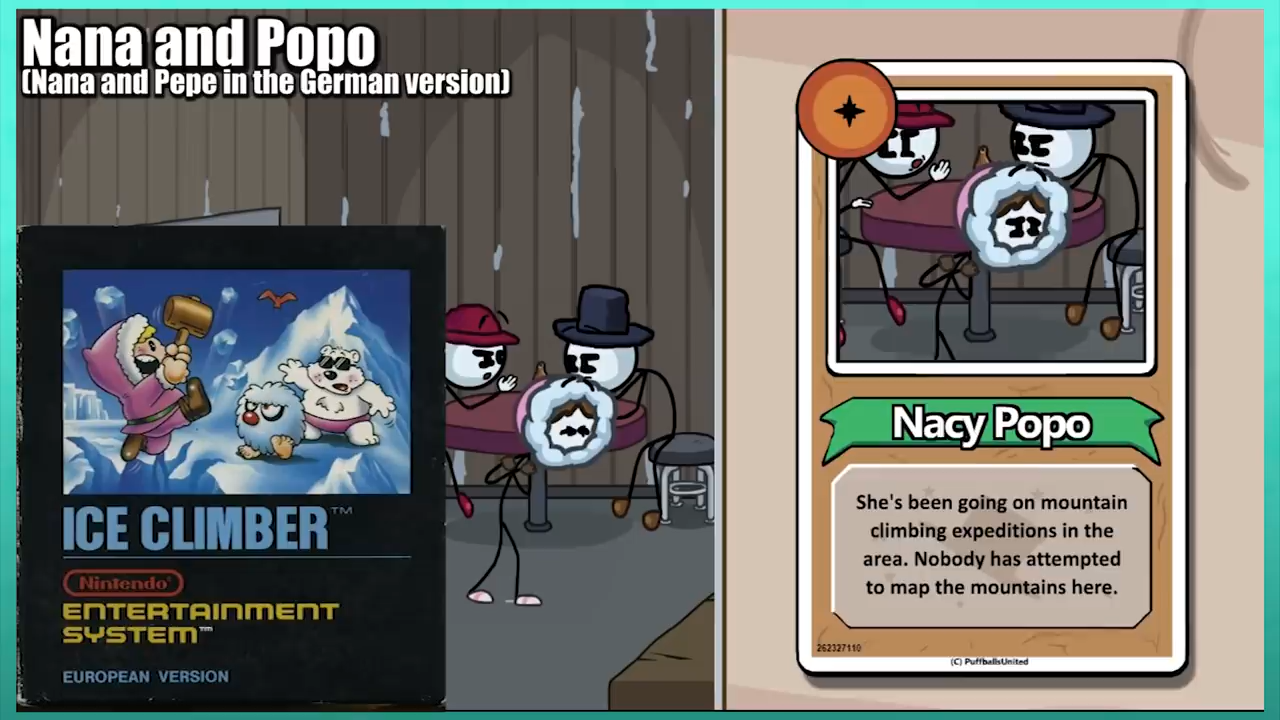 Nana and Popo
(Nana and Pepe in the German version)
ICE CLIMBER™
Nintendo®
ENTERTAINMENT
SYSTEM™
EUROPEAN VERSION
Nacy Popo
She's been going on mountain
climbing expeditions in the
area. Nobody has attempted
to map the mountains here.
262327110
(C) PuffballsUnited